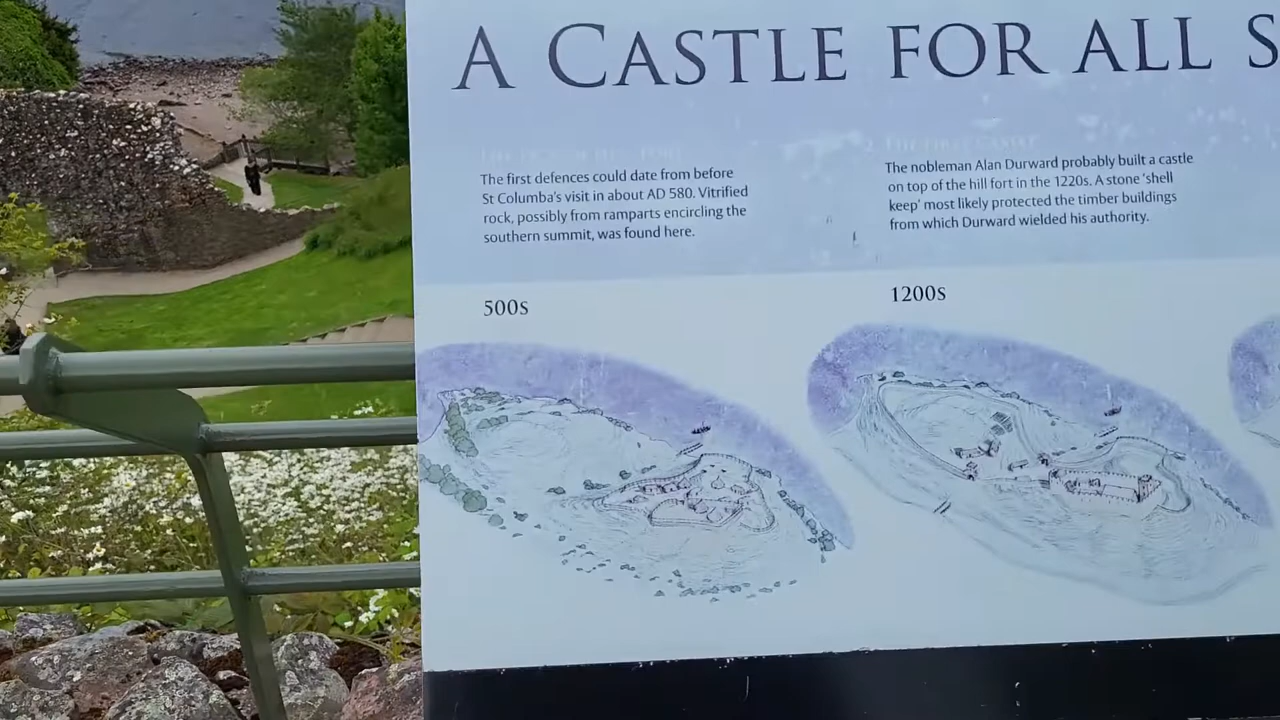 A CASTLE FOR ALL S
The first defences could date from before
St Columba's visit in about AD 580. Vitrified
rock, possibly from ramparts encircling the
southern summit, was found here.
500s
THE FIRST CASTLE
The nobleman Alan Durward probably built a castle
on top of the hill fort in the 1220s. A stone 'shell
keep' most likely protected the timber buildings
from which Durward wielded his authority.
1200s